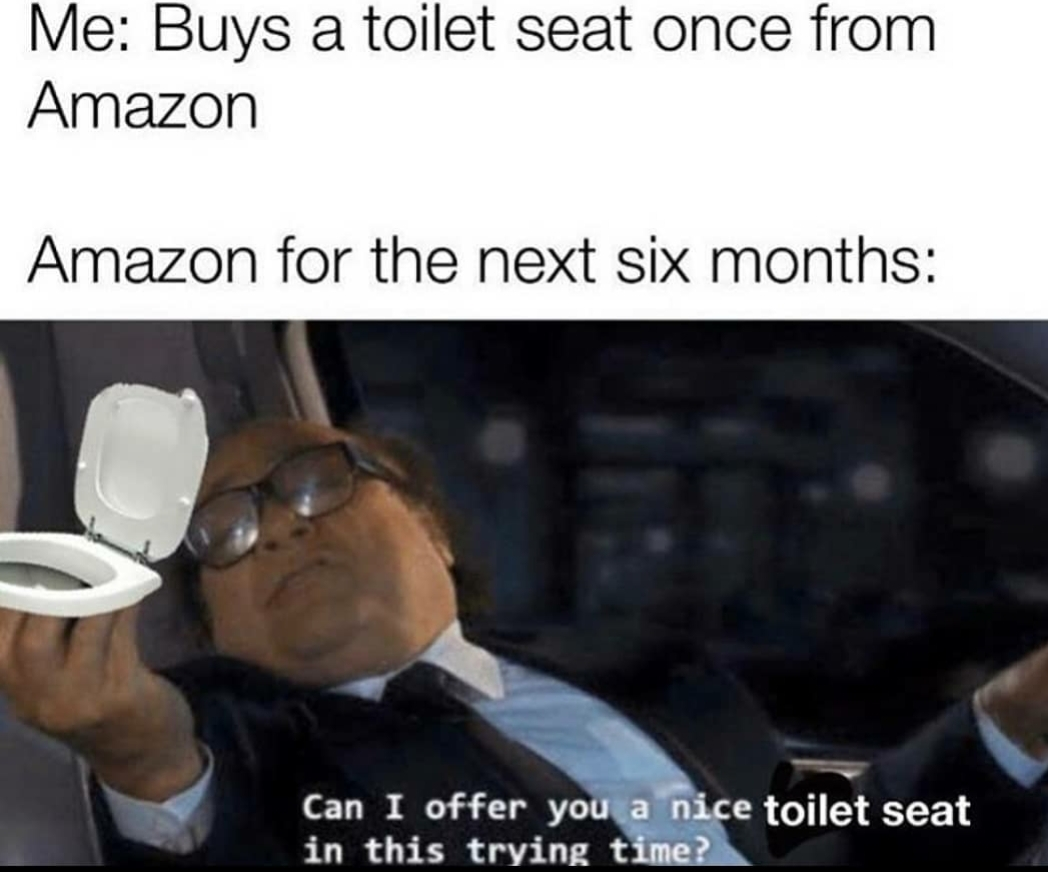 Me: Buys a toilet seat once from
Amazon
Amazon for the next six months:
Can I offer you a nice toilet seat
in this trying time?